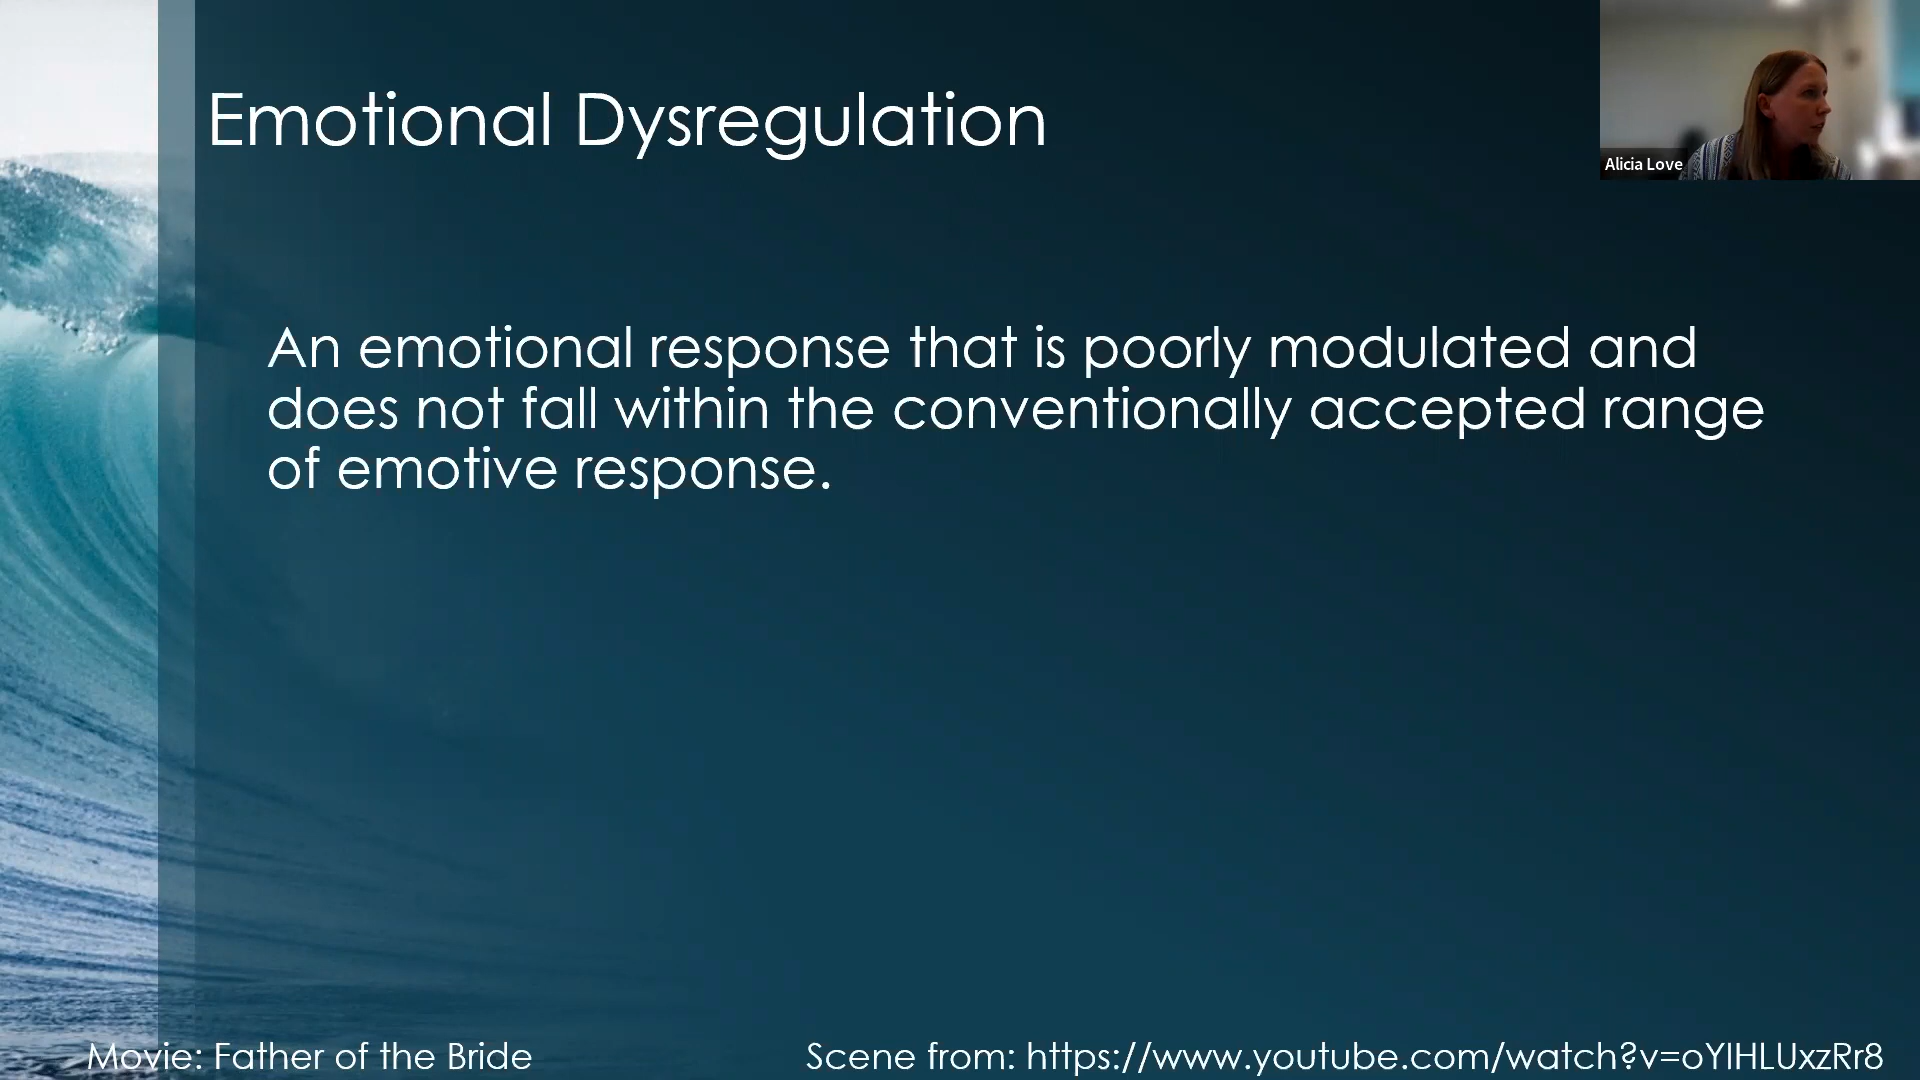 Emotional Dysregulation
Alicia Love
An emotional response that is poorly modulated and
does not fall within the conventionally accepted range
of emotive response.
Movie: Father of the Bride
Scene from: https://www.youtube.com/watch?v=oYIHLUxzRr8